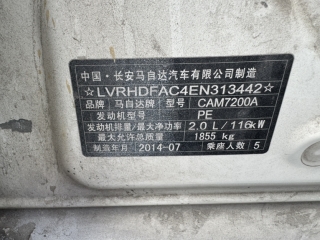 中国·长安马自达汽车有限公司制造
☆LVRHDFAC4EN313442☆
品牌 马自达牌 型号 CAM7200A
发动机型号 PE
发动机排量/最大净功率 2.0 L/116kW
最大允许总质量 1855 kg
制造年月 2014-07 乘座人数 5